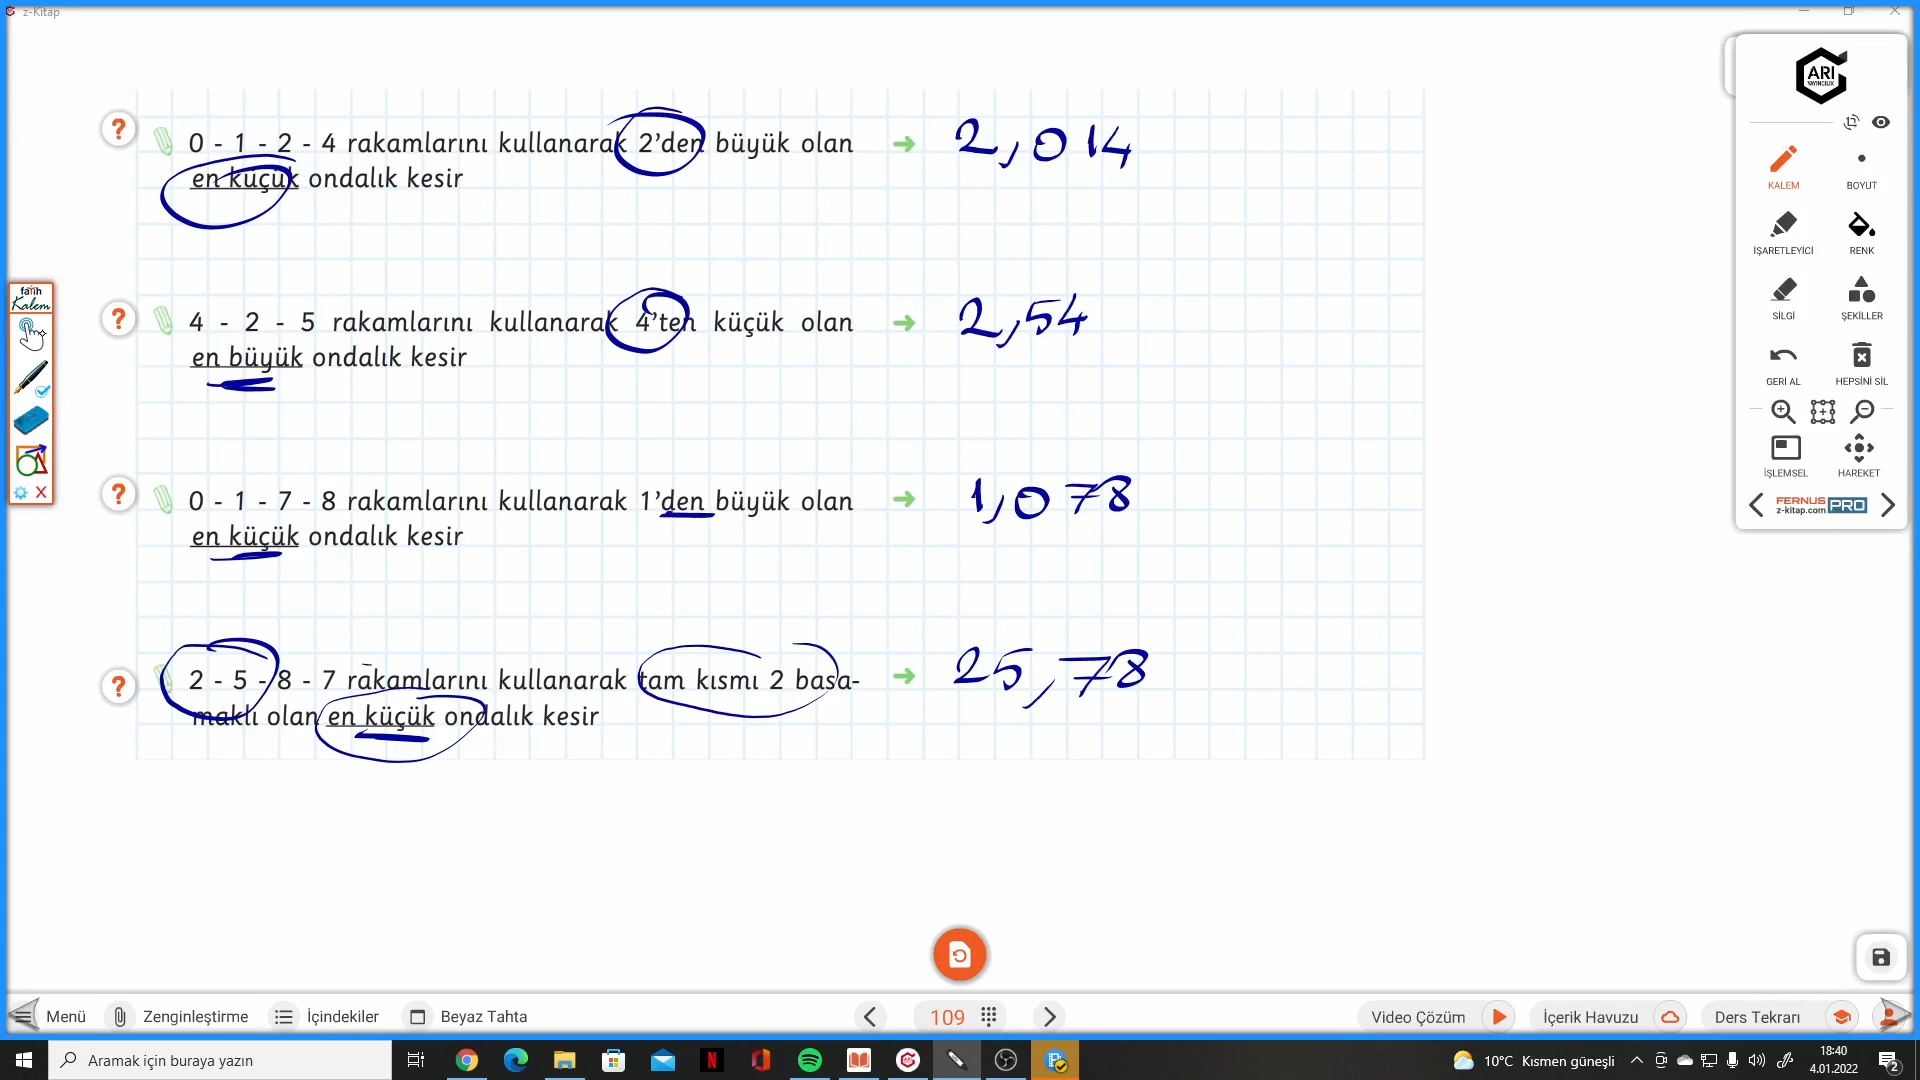 z-Kitap
0 - 1 - 2 - 4 rakamlarını kullanarak 2'den büyük olan → 2,014
en küçük ondalık kesir
4 - 2 - 5 rakamlarını kullanarak 4'ten küçük olan → 2,54
en büyük ondalık kesir
0 - 1 - 7 - 8 rakamlarını kullanarak 1'den büyük olan → 1,078
en küçük ondalık kesir
2 - 5 - 8 - 7 rakamlarını kullanarak tam kısmı 2 basa- → 25,78
maklı olan en küçük ondalık kesir
fatih
Kalem
ARI
YAYINCILIK
KALEM BOYUT
İŞARETLEYİCİ RENK
SİLGİ ŞEKİLLER
GERİ AL HEPSİNİ SİL
İŞLEMSEL HAREKET
FERNUS
z-kitap.com PRO
Menü Zenginleştirme İçindekiler Beyaz Tahta 109 Video Çözüm İçerik Havuzu Ders Tekrarı
Aramak için buraya yazın 10°C Kısmen güneşli 18:40
4.01.2022 2